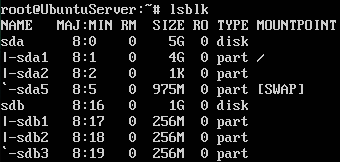 root@UbuntuServer:~# lsblk
NAME   MAJ:MIN RM  SIZE RO TYPE MOUNTPOINT
sda      8:0    0    5G  0 disk
|-sda1   8:1    0    4G  0 part /
|-sda2   8:2    0    1K  0 part
`-sda5   8:5    0  975M  0 part [SWAP]
sdb      8:16   0    1G  0 disk
|-sdb1   8:17   0  256M  0 part
|-sdb2   8:18   0  256M  0 part
`-sdb3   8:19   0  256M  0 part